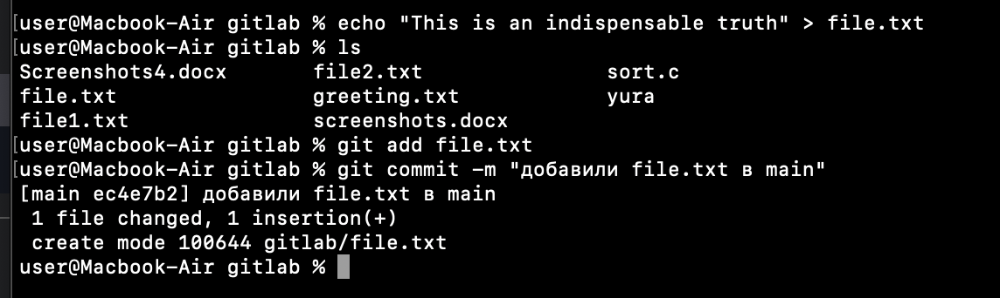 [user@Macbook-Air gitlab % echo "This is an indispensable truth" > file.txt
[user@Macbook-Air gitlab % ls
Screenshots4.docx file2.txt sort.c
file.txt greeting.txt yura
file1.txt screenshots.docx
[user@Macbook-Air gitlab % git add file.txt
[user@Macbook-Air gitlab % git commit -m "добавили file.txt в main"
[main ec4e7b2] добавили file.txt в main
 1 file changed, 1 insertion(+)
 create mode 100644 gitlab/file.txt
user@Macbook-Air gitlab %